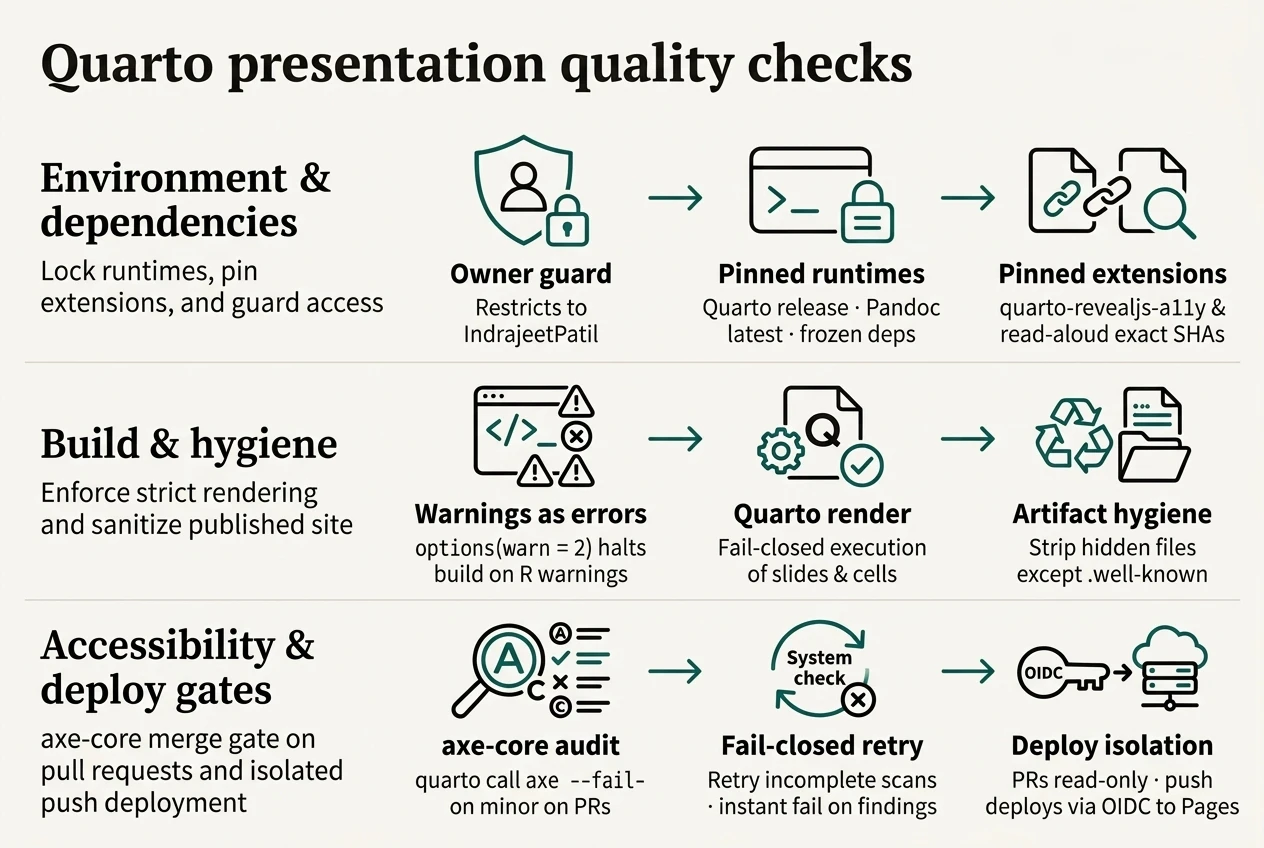 Quarto presentation quality checks
Environment &
dependencies
Lock runtimes, pin
extensions, and guard access
Owner guard
Restricts to
IndrajeetPatil
Pinned runtimes
Quarto release · Pandoc
latest · frozen deps
Pinned extensions
quarto-revealjs-a11y &
read-aloud exact SHAs
Build & hygiene
Enforce strict rendering
and sanitize published site
</>_
Warnings as errors
options(warn = 2) halts
build on R warnings
Q
Quarto render
Fail-closed execution
of slides & cells
Artifact hygiene
Strip hidden files
except .well-known
Accessibility &
deploy gates
axe-core merge gate on
pull requests and isolated
push deployment
A
A
C
C
axe-core audit
quarto call axe --fail-
on minor on PRs
System
check
Fail-closed retry
Retry incomplete scans
· instant fail on findings
OIDC
Deploy isolation
PRs read-only · push
deploys via OIDC to Pages